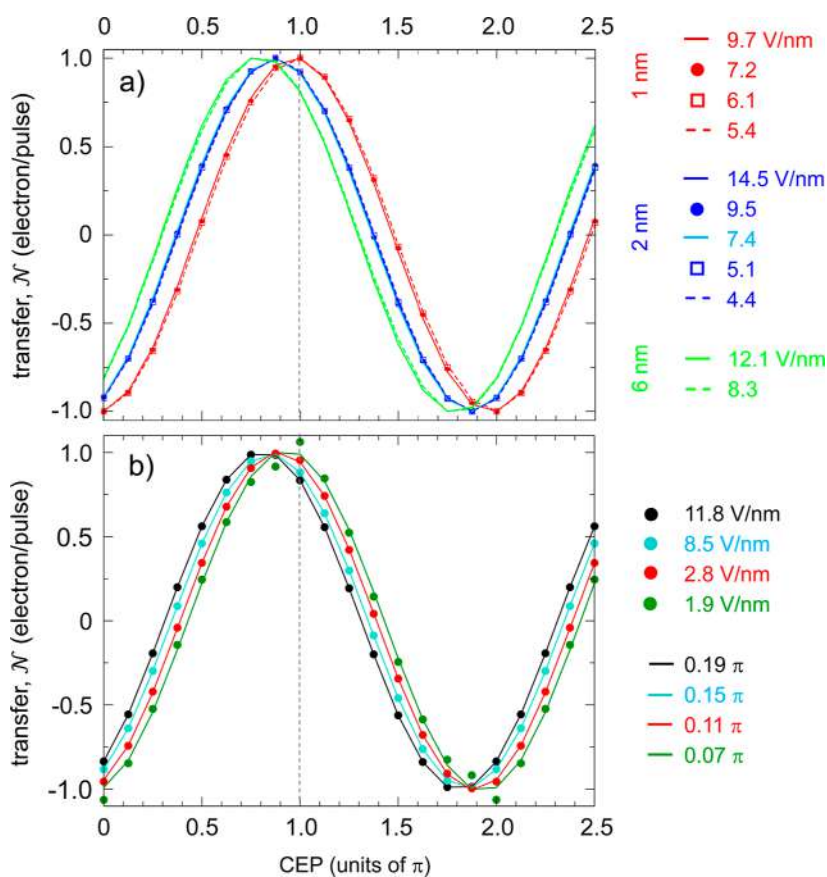 0 0.5 1.0 1.5 2.0 2.5
a)
1.0
0.5
0
-0.5
-1.0
transfer, 𝒩 (electron/pulse)
1 nm
9.7 V/nm
7.2
6.1
5.4
2 nm
14.5 V/nm
9.5
7.4
5.1
4.4
6 nm
12.1 V/nm
8.3
b)
1.0
0.5
0
-0.5
-1.0
transfer, 𝒩 (electron/pulse)
0 0.5 1.0 1.5 2.0 2.5
CEP (units of π)
11.8 V/nm
8.5 V/nm
2.8 V/nm
1.9 V/nm
0.19 π
0.15 π
0.11 π
0.07 π